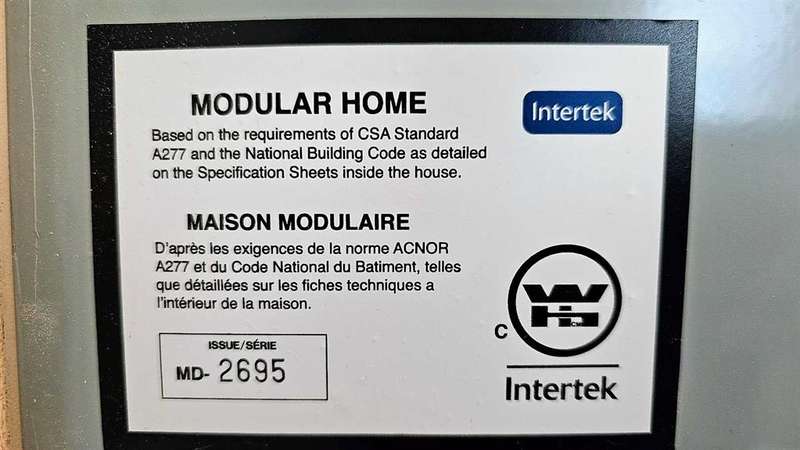 MODULAR HOME
Intertek
Based on the requirements of CSA Standard
A277 and the National Building Code as detailed
on the Specification Sheets inside the house.
MAISON MODULAIRE
D'après les exigences de la norme ACNOR
A277 et du Code National du Batiment, telles
que détaillées sur les fiches techniques a
l'intérieur de la maison.
ISSUE/SÉRIE
MD- 2695
WH
C
Intertek